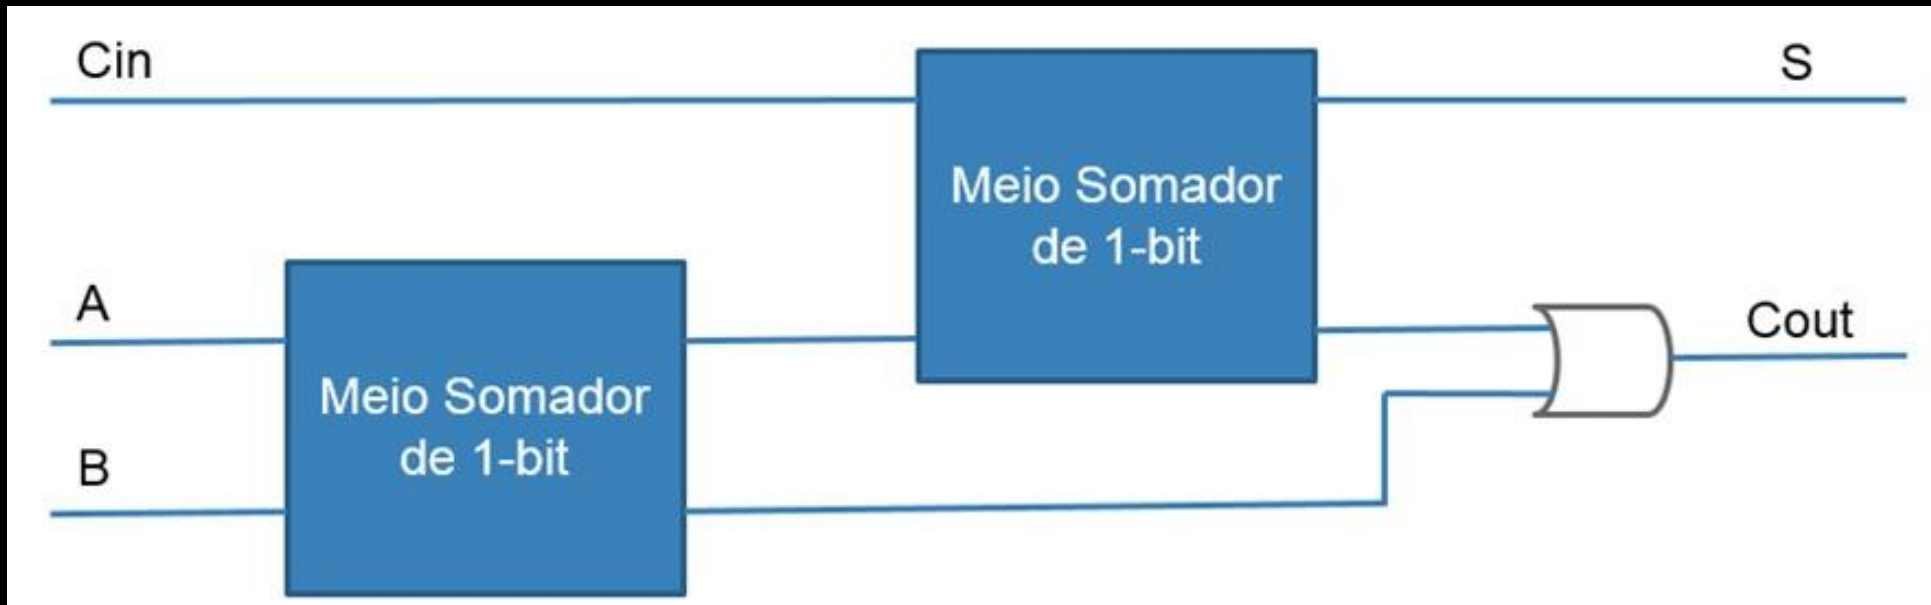 Cin
S
Meio Somador
de 1-bit
A
Cout
Meio Somador
de 1-bit
B